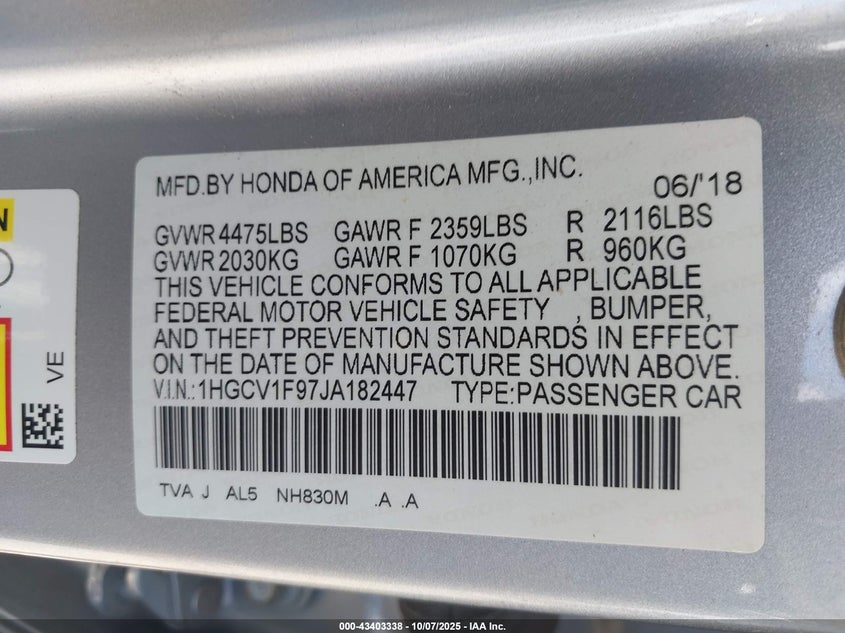 MFD.BY HONDA OF AMERICA MFG.,INC. 06/'18
GVWR 4475LBS GAWR F 2359LBS R 2116LBS
GVWR 2030KG GAWR F 1070KG R 960KG
THIS VEHICLE CONFORMS TO ALL APPLICABLE
FEDERAL MOTOR VEHICLE SAFETY , BUMPER,
AND THEFT PREVENTION STANDARDS IN EFFECT
ON THE DATE OF MANUFACTURE SHOWN ABOVE.
V.I.N.:1HGCV1F97JA182447 TYPE:PASSENGER CAR
TVA J AL5 NH830M .A .A
N
VE
000-43403338 - 10/07/2025 - IAA Inc.